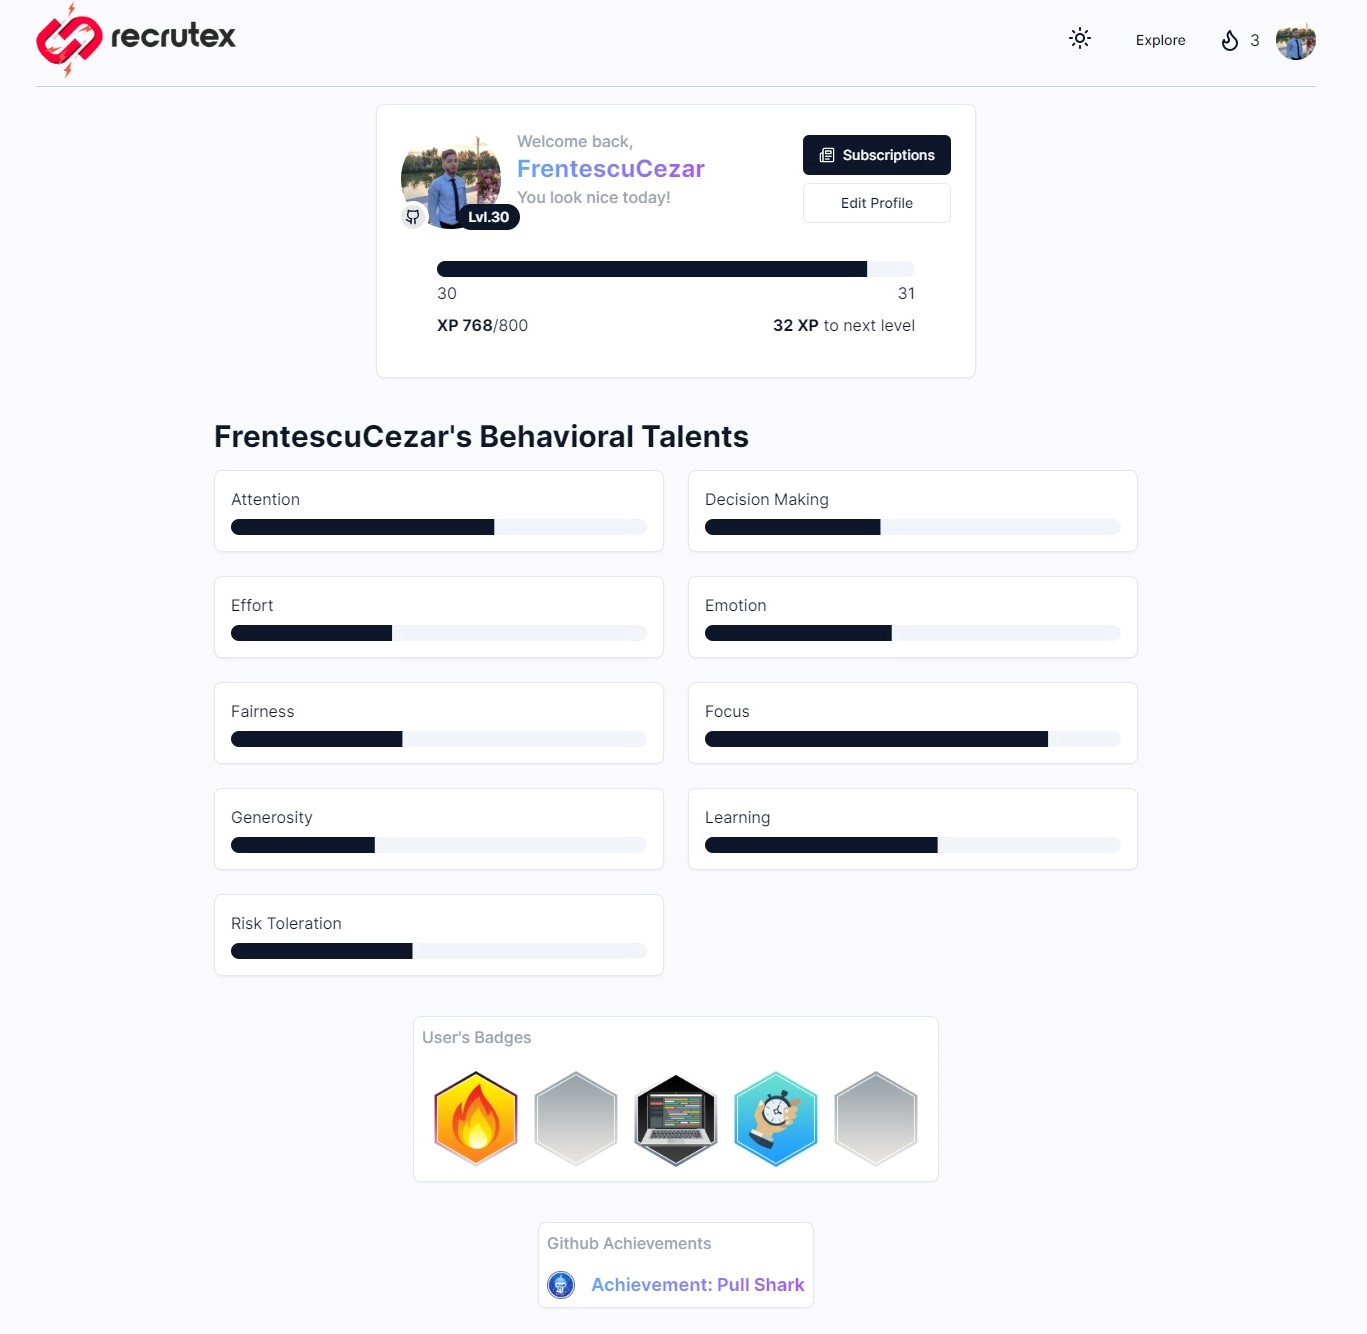 recrutex
Explore
3
Welcome back,
FrentescuCezar
You look nice today!
Lvl.30
Subscriptions
Edit Profile
30
31
XP 768/800
32 XP to next level
FrentescuCezar's Behavioral Talents
Attention
Decision Making
Effort
Emotion
Fairness
Focus
Generosity
Learning
Risk Toleration
User's Badges
Github Achievements
Achievement: Pull Shark